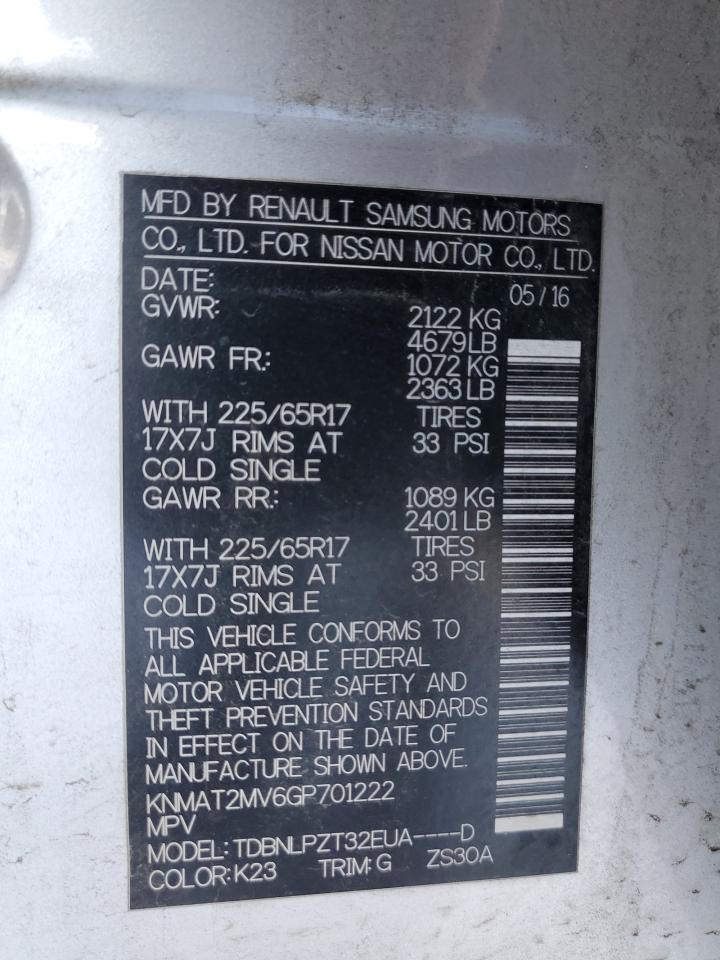 MFD BY RENAULT SAMSUNG MOTORS
CO., LTD. FOR NISSAN MOTOR CO., LTD.
DATE: 05/16
GVWR: 2122 KG
4679 LB
GAWR FR.: 1072 KG
2363 LB
WITH 225/65R17 TIRES
17X7J RIMS AT 33 PSI
COLD SINGLE
GAWR RR.: 1089 KG
2401 LB
WITH 225/65R17 TIRES
17X7J RIMS AT 33 PSI
COLD SINGLE
THIS VEHICLE CONFORMS TO
ALL APPLICABLE FEDERAL
MOTOR VEHICLE SAFETY AND
THEFT PREVENTION STANDARDS
IN EFFECT ON THE DATE OF
MANUFACTURE SHOWN ABOVE.
KNMAT2MV6GP701222
MPV
MODEL: TDBNLPZT32EUA----D
COLOR: K23 TRIM: G ZS30A